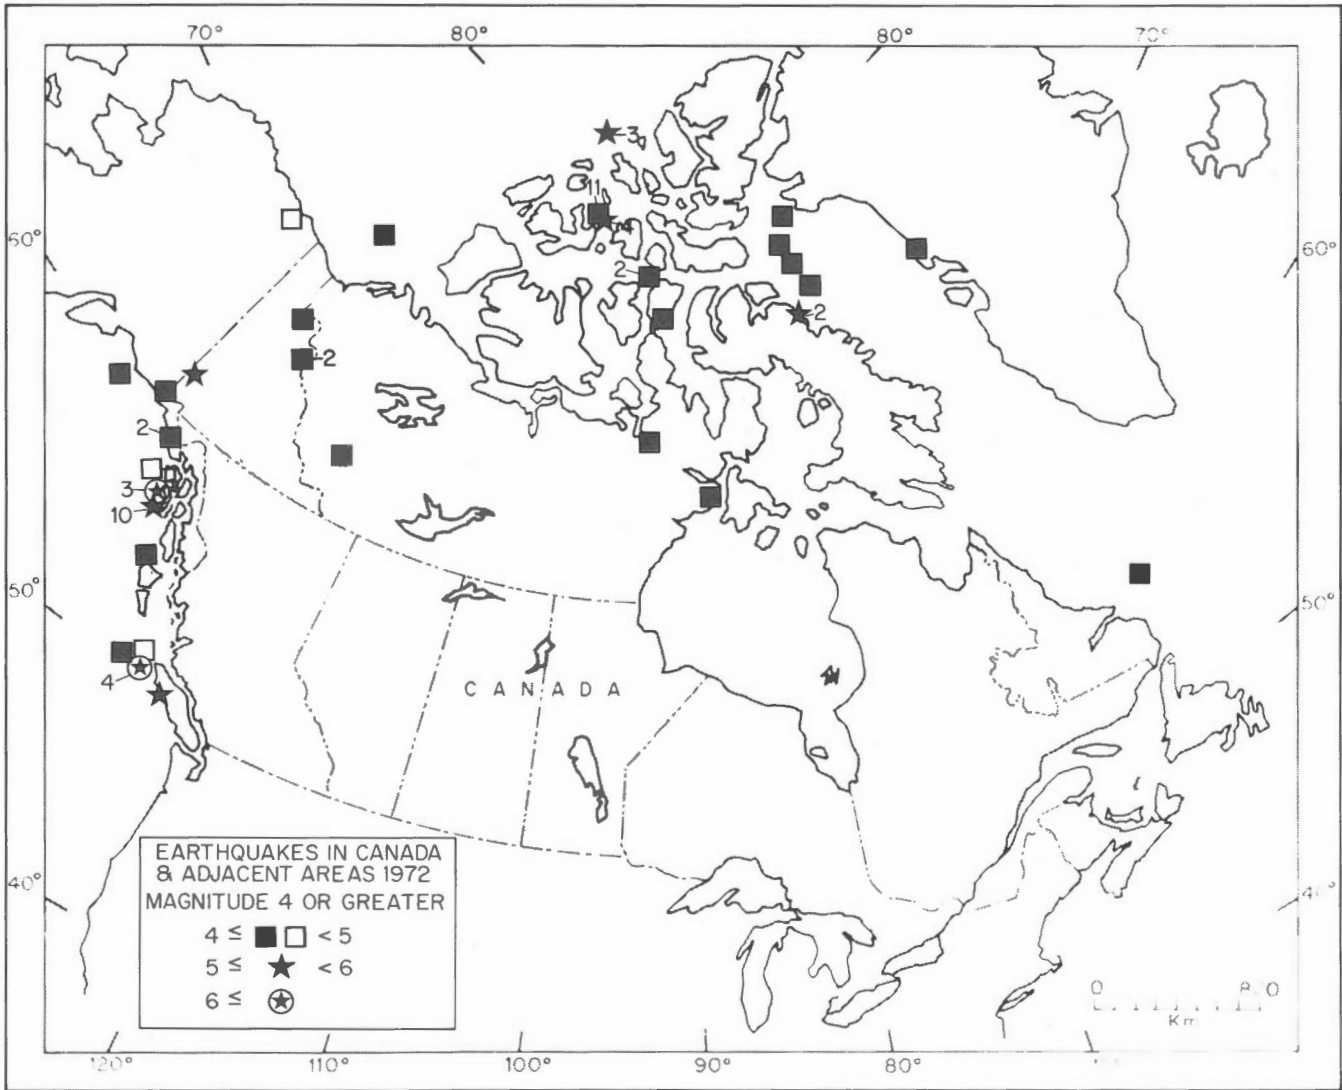 70° 80° 80° 70°
3
11
4
60° 60°
2
2
2
2
3
10
50° 50°
4
CANADA
EARTHQUAKES IN CANADA
& ADJACENT AREAS 1972
MAGNITUDE 4 OR GREATER
4 ≤ < 5
5 ≤ < 6
6 ≤
40° 40°
0 800
Km
120° 110° 100° 90° 80°